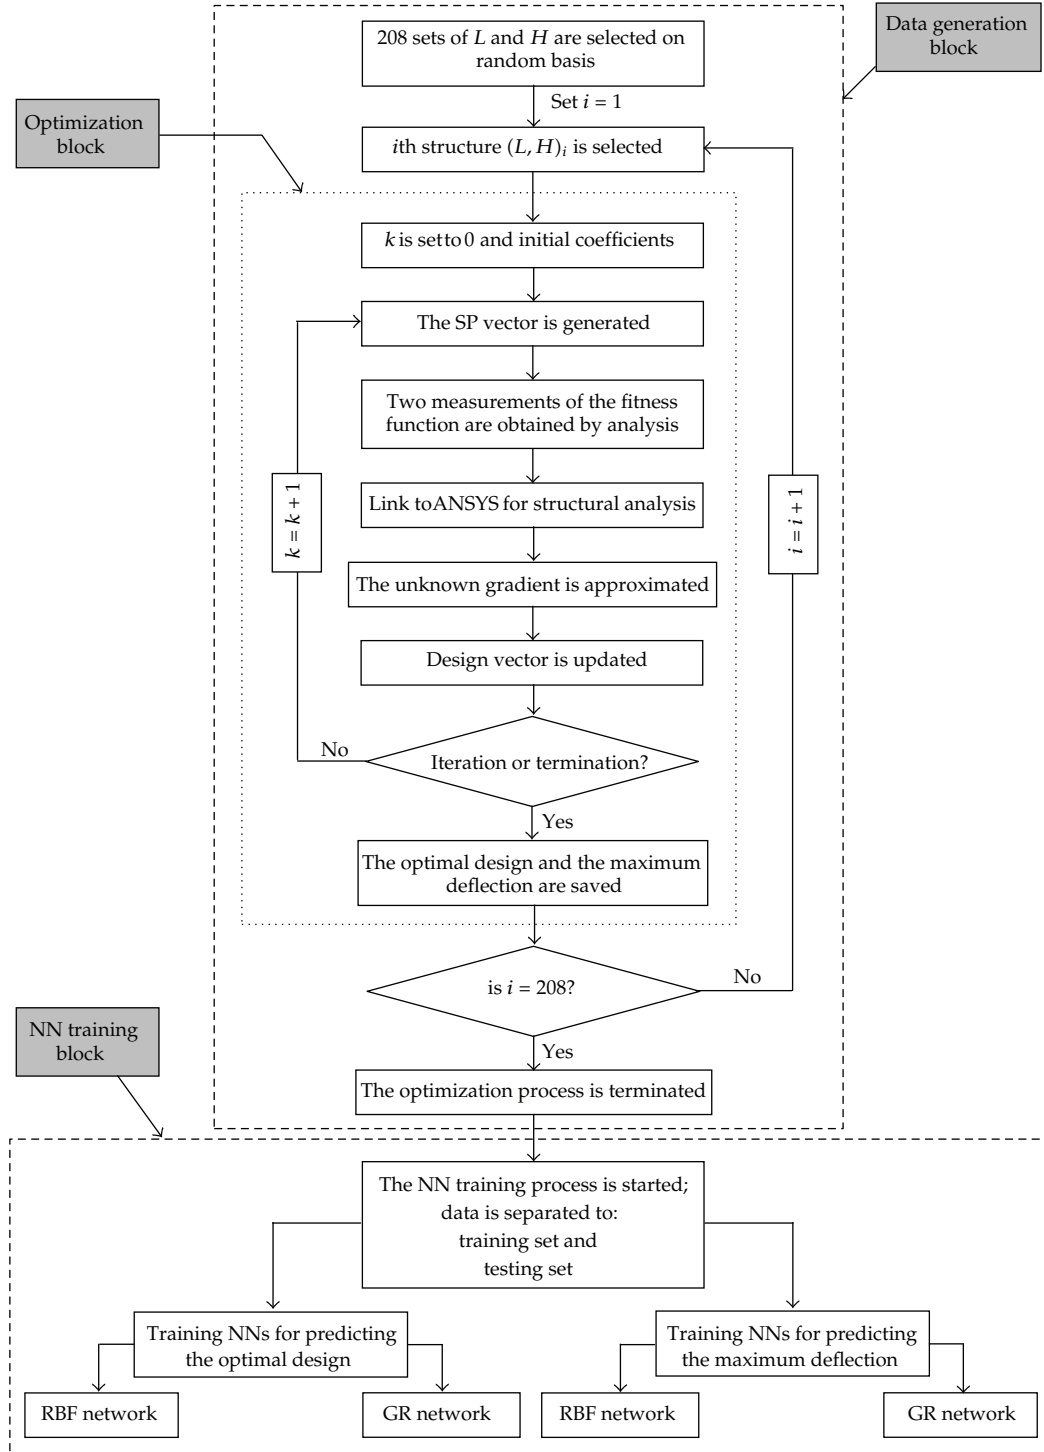 Data generation
block
208 sets of L and H are selected on
random basis
Set i = 1
Optimization
block
ith structure (L, H)i is selected
k is set to 0 and initial coefficients
The SP vector is generated
Two measurements of the fitness
function are obtained by analysis
Link toANSYS for structural analysis
k = k + 1
i = i + 1
The unknown gradient is approximated
Design vector is updated
No
Iteration or termination?
Yes
The optimal design and the maximum
deflection are saved
is i = 208?
No
NN training
block
Yes
The optimization process is terminated
The NN training process is started;
data is separated to:
training set and
testing set
Training NNs for predicting
the optimal design
Training NNs for predicting
the maximum deflection
RBF network
GR network
RBF network
GR network